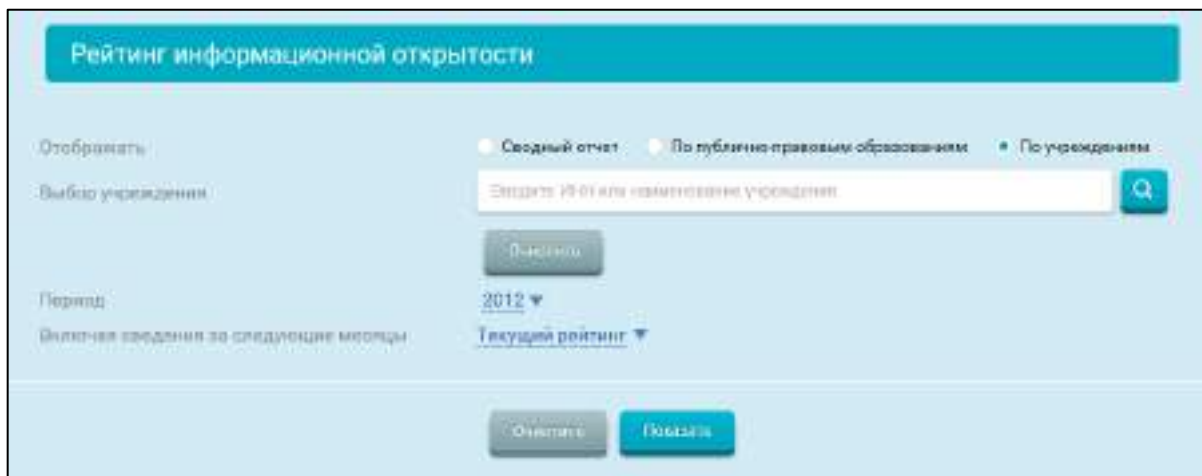 Рейтинг информационной открытости
Отображать Сводный отчет По публично-правовым образованиям По учреждениям
Выбор учреждения Введите ИНН или наименование учреждения
Очистить
Период 2012
Включая сведения за следующие месяцы Текущий рейтинг
Очистить Показать